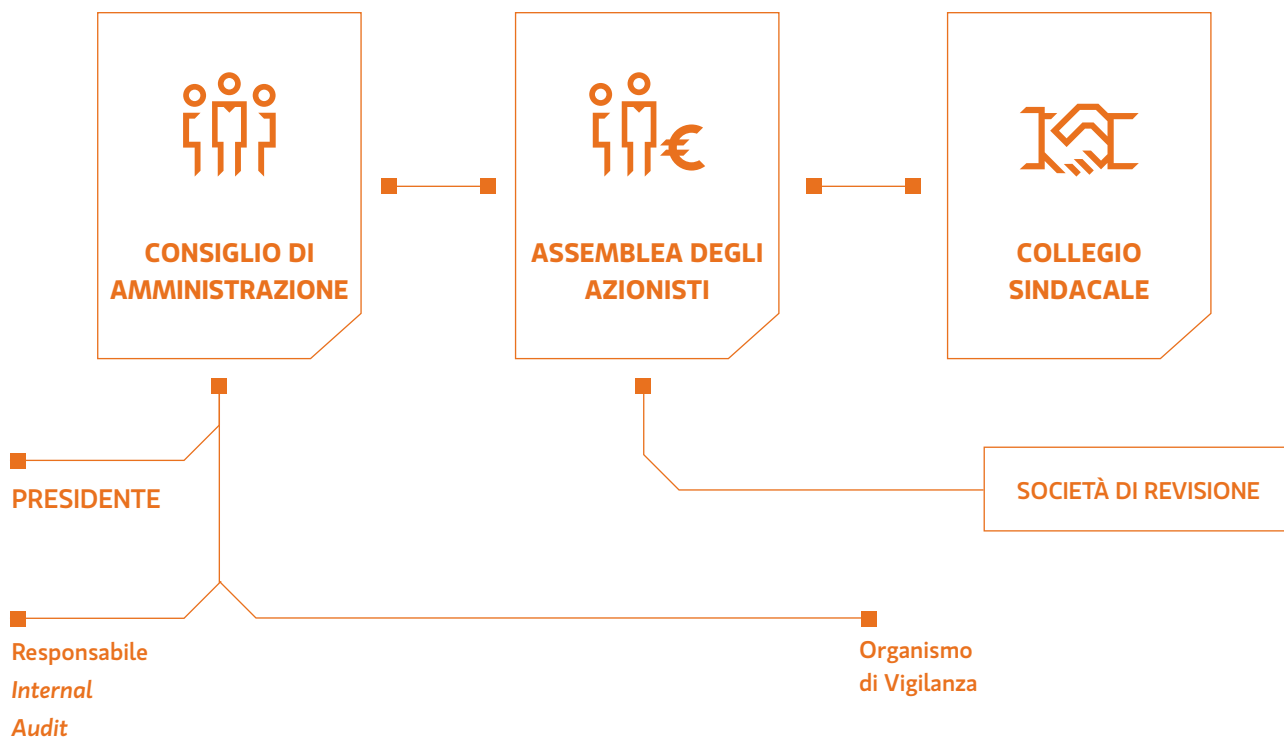 CONSIGLIO DI
AMMINISTRAZIONE
ASSEMBLEA DEGLI
AZIONISTI
COLLEGIO
SINDACALE
PRESIDENTE
SOCIETÀ DI REVISIONE
Responsabile
Internal
Audit
Organismo
di Vigilanza